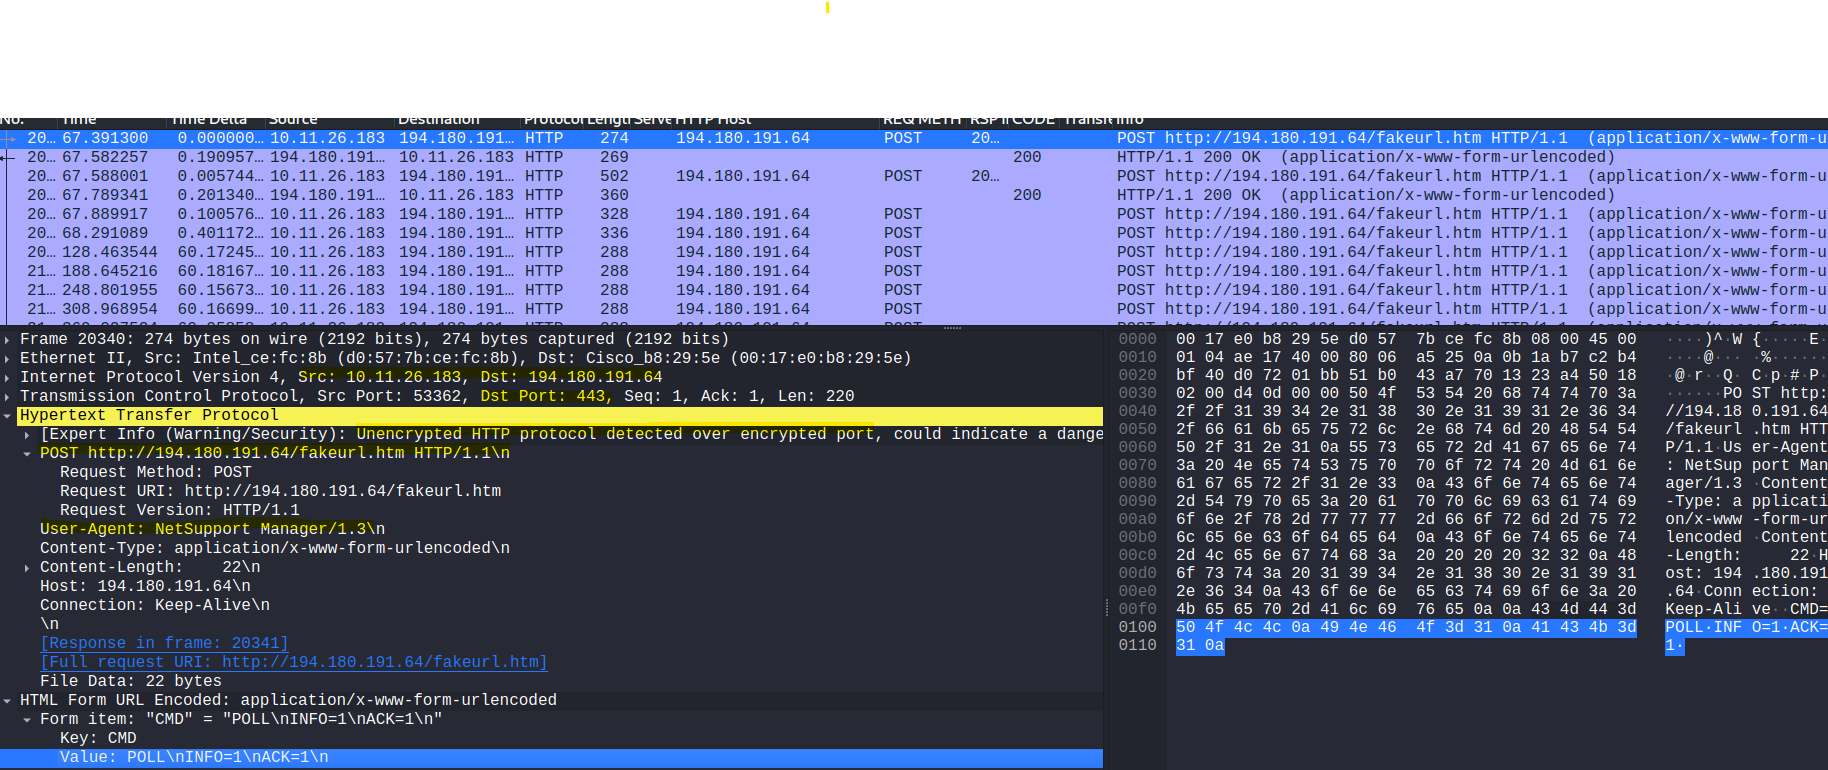 No. Time Time Delta Source Destination Protocol Length Serve HTTP Host REQ METH RSP I CODE Transfe Info
20… 67.391300 0.000000… 10.11.26.183 194.180.191… HTTP 274 194.180.191.64 POST 20… POST http://194.180.191.64/fakeurl.htm HTTP/1.1 (application/x-www-form-u
20… 67.582257 0.190957… 194.180.191… 10.11.26.183 HTTP 269 200 HTTP/1.1 200 OK (application/x-www-form-urlencoded)
20… 67.588001 0.005744… 10.11.26.183 194.180.191… HTTP 502 194.180.191.64 POST 20… POST http://194.180.191.64/fakeurl.htm HTTP/1.1 (application/x-www-form-u
20… 67.789341 0.201340… 194.180.191… 10.11.26.183 HTTP 360 200 HTTP/1.1 200 OK (application/x-www-form-urlencoded)
20… 67.889917 0.100576… 10.11.26.183 194.180.191… HTTP 328 194.180.191.64 POST POST http://194.180.191.64/fakeurl.htm HTTP/1.1 (application/x-www-form-u
20… 68.291089 0.401172… 10.11.26.183 194.180.191… HTTP 336 194.180.191.64 POST POST http://194.180.191.64/fakeurl.htm HTTP/1.1 (application/x-www-form-u
20… 128.463544 60.17245… 10.11.26.183 194.180.191… HTTP 288 194.180.191.64 POST POST http://194.180.191.64/fakeurl.htm HTTP/1.1 (application/x-www-form-u
21… 188.645216 60.18167… 10.11.26.183 194.180.191… HTTP 288 194.180.191.64 POST POST http://194.180.191.64/fakeurl.htm HTTP/1.1 (application/x-www-form-u
21… 248.801955 60.15673… 10.11.26.183 194.180.191… HTTP 288 194.180.191.64 POST POST http://194.180.191.64/fakeurl.htm HTTP/1.1 (application/x-www-form-u
21… 308.968954 60.16699… 10.11.26.183 194.180.191… HTTP 288 194.180.191.64 POST POST http://194.180.191.64/fakeurl.htm HTTP/1.1 (application/x-www-form-u
Frame 20340: 274 bytes on wire (2192 bits), 274 bytes captured (2192 bits)
Ethernet II, Src: Intel_ce:fc:8b (d0:57:7b:ce:fc:8b), Dst: Cisco_b8:29:5e (00:17:e0:b8:29:5e)
Internet Protocol Version 4, Src: 10.11.26.183, Dst: 194.180.191.64
Transmission Control Protocol, Src Port: 53362, Dst Port: 443, Seq: 1, Ack: 1, Len: 220
Hypertext Transfer Protocol
[Expert Info (Warning/Security): Unencrypted HTTP protocol detected over encrypted port, could indicate a dange
POST http://194.180.191.64/fakeurl.htm HTTP/1.1\n
Request Method: POST
Request URI: http://194.180.191.64/fakeurl.htm
Request Version: HTTP/1.1
User-Agent: NetSupport Manager/1.3\n
Content-Type: application/x-www-form-urlencoded\n
Content-Length:    22\n
Host: 194.180.191.64\n
Connection: Keep-Alive\n
\n
[Response in frame: 20341]
[Full request URI: http://194.180.191.64/fakeurl.htm]
File Data: 22 bytes
HTML Form URL Encoded: application/x-www-form-urlencoded
Form item: "CMD" = "POLL\nINFO=1\nACK=1\n"
Key: CMD
Value: POLL\nINFO=1\nACK=1\n
0000 00 17 e0 b8 29 5e d0 57 7b ce fc 8b 08 00 45 00 ····)^·W {·····E·
0010 01 04 ae 17 40 00 80 06 a5 25 0a 0b 1a b7 c2 b4 ····@··· ·%······
0020 bf 40 d0 72 01 bb 51 b0 43 a7 70 13 23 a4 50 18 ·@·r··Q· C·p·#·P·
0030 02 00 d4 0d 00 00 50 4f 53 54 20 68 74 74 70 3a ······PO ST http:
0040 2f 2f 31 39 34 2e 31 38 30 2e 31 39 31 2e 36 34 //194.18 0.191.64
0050 2f 66 61 6b 65 75 72 6c 2e 68 74 6d 20 48 54 54 /fakeurl .htm HTT
0060 50 2f 31 2e 31 0a 55 73 65 72 2d 41 67 65 6e 74 P/1.1·Us er-Agent
0070 3a 20 4e 65 74 53 75 70 70 6f 72 74 20 4d 61 6e : NetSup port Man
0080 61 67 65 72 2f 31 2e 33 0a 43 6f 6e 74 65 6e 74 ager/1.3 ·Content
0090 2d 54 79 70 65 3a 20 61 70 70 6c 69 63 61 74 69 -Type: a pplicati
00a0 6f 6e 2f 78 2d 77 77 77 2d 66 6f 72 6d 2d 75 72 on/x-www -form-ur
00b0 6c 65 6e 63 6f 64 65 64 0a 43 6f 6e 74 65 6e 74 lencoded ·Content
00c0 2d 4c 65 6e 67 74 68 3a 20 20 20 20 32 32 0a 48 -Length:     22·H
00d0 6f 73 74 3a 20 31 39 34 2e 31 38 30 2e 31 39 31 ost: 194 .180.191
00e0 2e 36 34 0a 43 6f 6e 6e 65 63 74 69 6f 6e 3a 20 .64·Conn ection:
00f0 4b 65 65 70 2d 41 6c 69 76 65 0a 0a 43 4d 44 3d Keep-Ali ve··CMD=
0100 50 4f 4c 4c 0a 49 4e 46 4f 3d 31 0a 41 43 4b 3d POLL·INF O=1·ACK=
0110 31 0a 1·